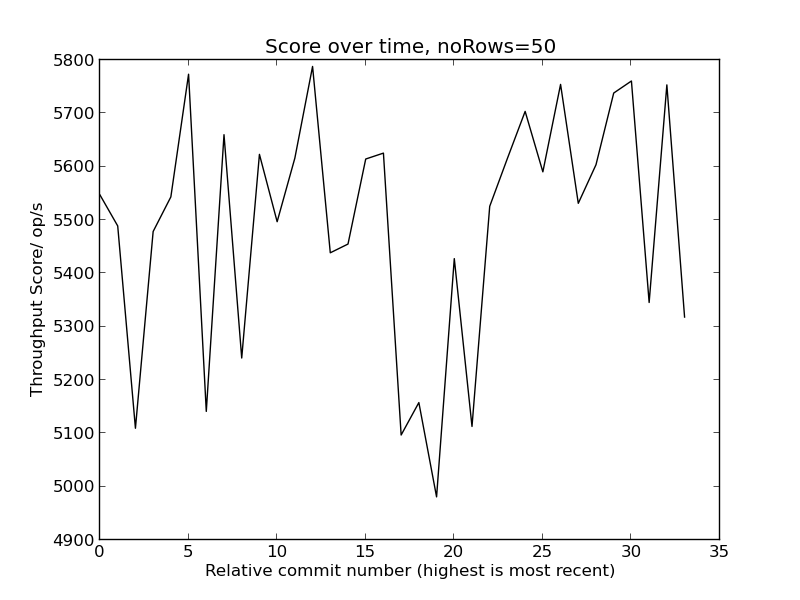 Score over time, noRows=50
Throughput Score/ op/s
5800
5700
5600
5500
5400
5300
5200
5100
5000
4900
0 5 10 15 20 25 30 35
Relative commit number (highest is most recent)